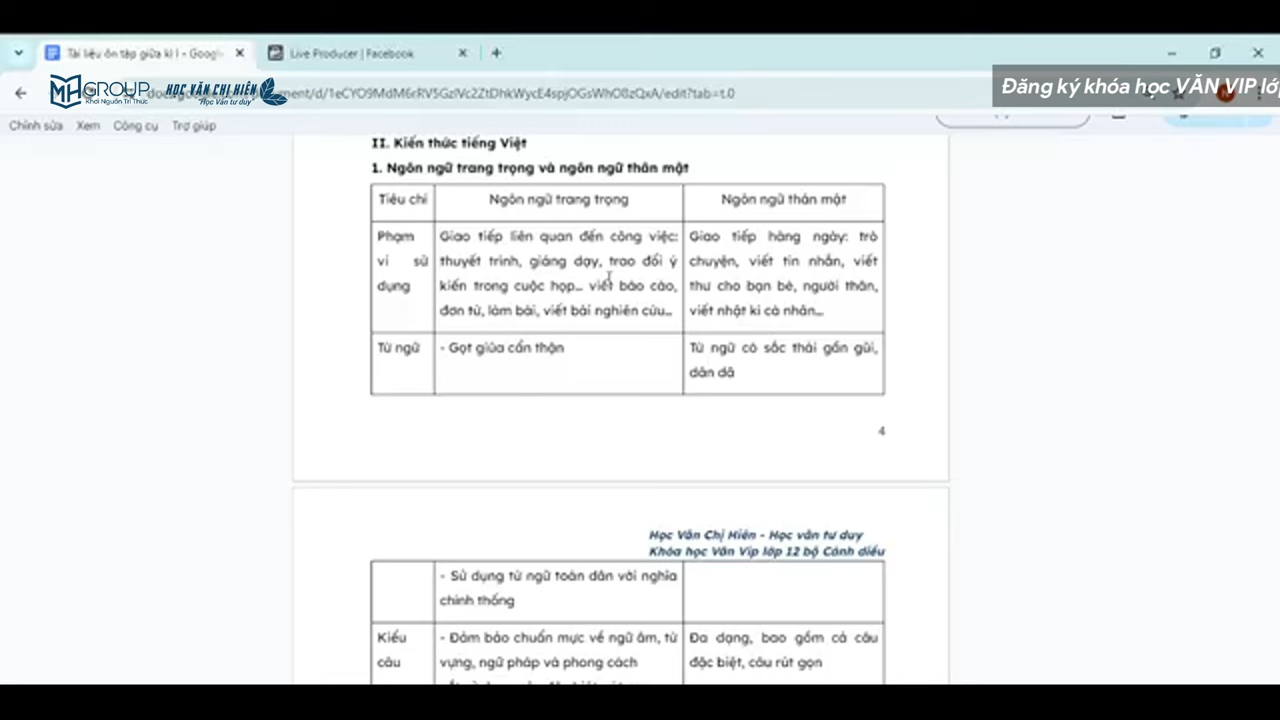 Tài liệu ôn tập giữa kì I - Googl
Live Producer | Facebook
MH GROUP
Khơi Nguồn Tri Thức
HỌC VĂN CHỊ HIÊN
"Học Văn tư duy"
ment/d/1eCYO9MdM6cRV5GzIVc2ZtDhkWycE4spjOGsWhO8zQxA/edit?tab=t.0
Đăng ký khóa học VĂN VIP lớp
Chỉnh sửa Xem Công cụ Trợ giúp
II. Kiến thức tiếng Việt
1. Ngôn ngữ trang trọng và ngôn ngữ thân mật
Tiêu chí Ngôn ngữ trang trọng Ngôn ngữ thân mật
Phạm Giao tiếp liên quan đến công việc: Giao tiếp hàng ngày: trò
vi sử thuyết trình, giảng dạy, trao đổi ý chuyện, viết tin nhắn, viết
dụng kiến trong cuộc họp... viết báo cáo, thư cho bạn bè, người thân,
đơn từ, làm bài, viết bài nghiên cứu... viết nhật kí cá nhân...
Từ ngữ - Gọt giũa cẩn thận Từ ngữ có sắc thái gần gũi,
dân dã
4
Học Văn Chị Hiên - Học văn tư duy
Khóa học Văn Vip lớp 12 bộ Cánh diều
- Sử dụng từ ngữ toàn dân với nghĩa
chính thống
Kiểu - Đảm bảo chuẩn mực về ngữ âm, từ Đa dạng, bao gồm cả câu
câu vựng, ngữ pháp và phong cách đặc biệt, câu rút gọn